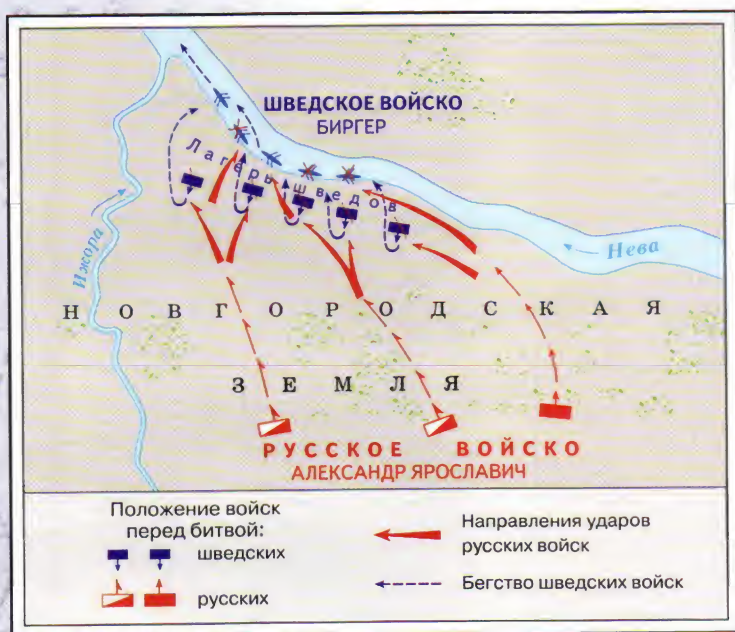 ШВЕДСКОЕ ВОЙСКО
БИРГЕР
Лагерь шведов
Ижора
Нева
НОВГОРОДСКАЯ
ЗЕМЛЯ
РУССКОЕ ВОЙСКО
АЛЕКСАНДР ЯРОСЛАВИЧ
Положение войск
перед битвой:
шведских
русских
Направления ударов
русских войск
Бегство шведских войск